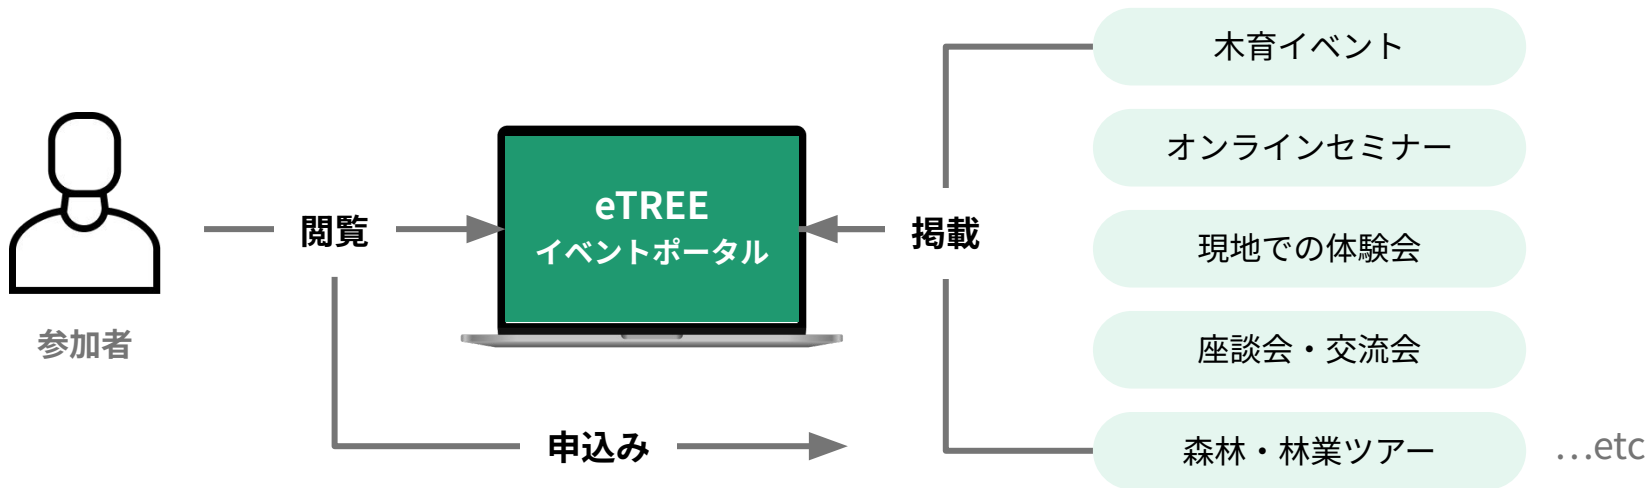 参加者
閲覧
申込み
eTREE
イベントポータル
掲載
木育イベント
オンラインセミナー
現地での体験会
座談会・交流会
森林・林業ツアー
…etc